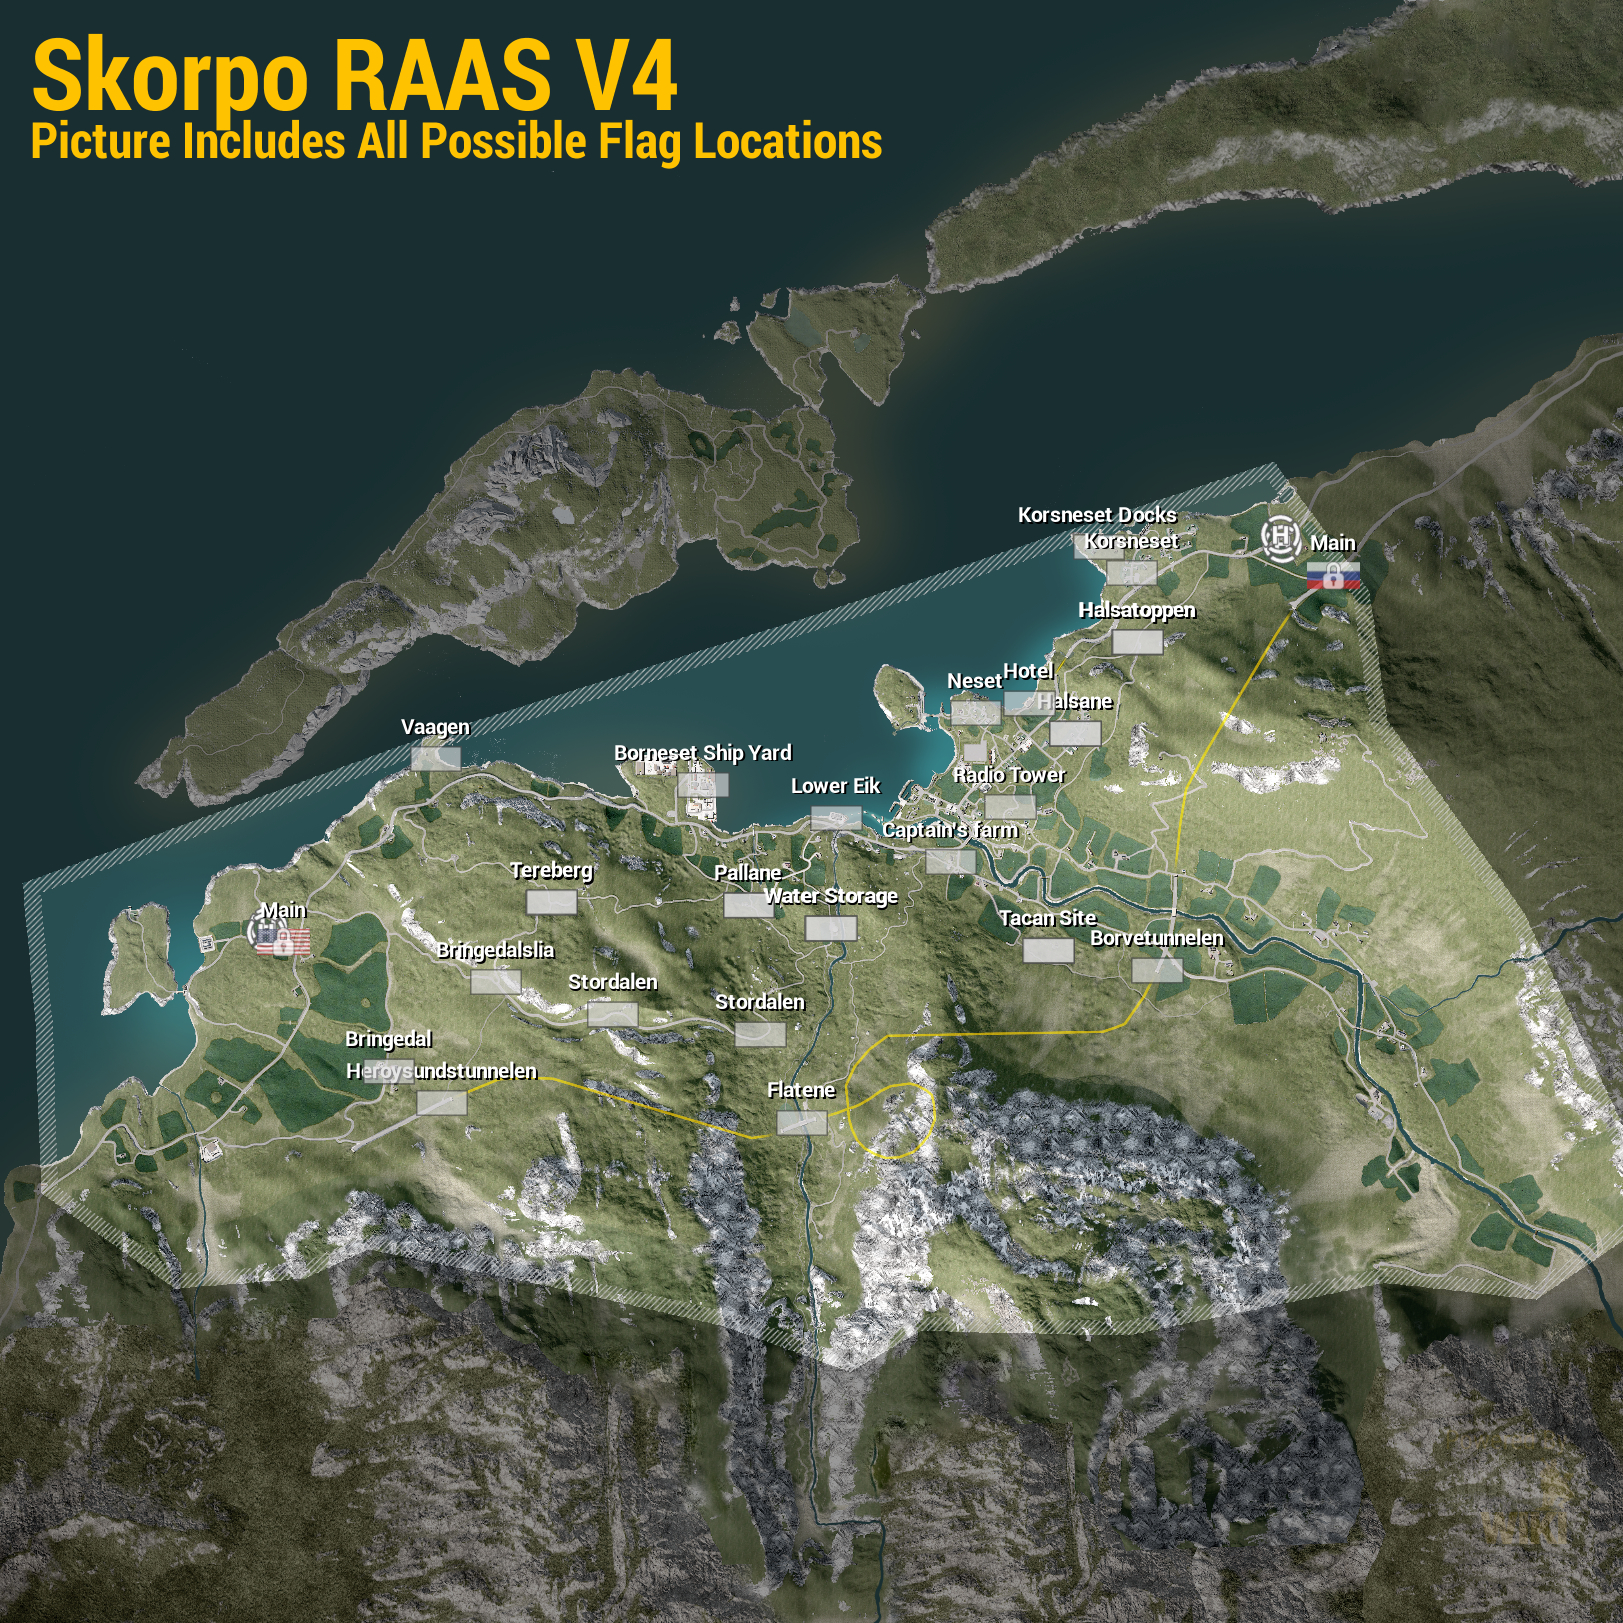 Skorpo RAAS V4
Picture Includes All Possible Flag Locations
Korsneset Docks
Korsneset
Main
Halsatoppen
Hotel
Neset
Halsane
Vaagen
Borneset Ship Yard
Radio Tower
Lower Eik
Captain's farm
Tereberg
Pallane
Water Storage
Main
Tacan Site
Borvetunnelen
Bringedalslia
Stordalen
Stordalen
Bringedal
Heroysundstunnelen
Flatene